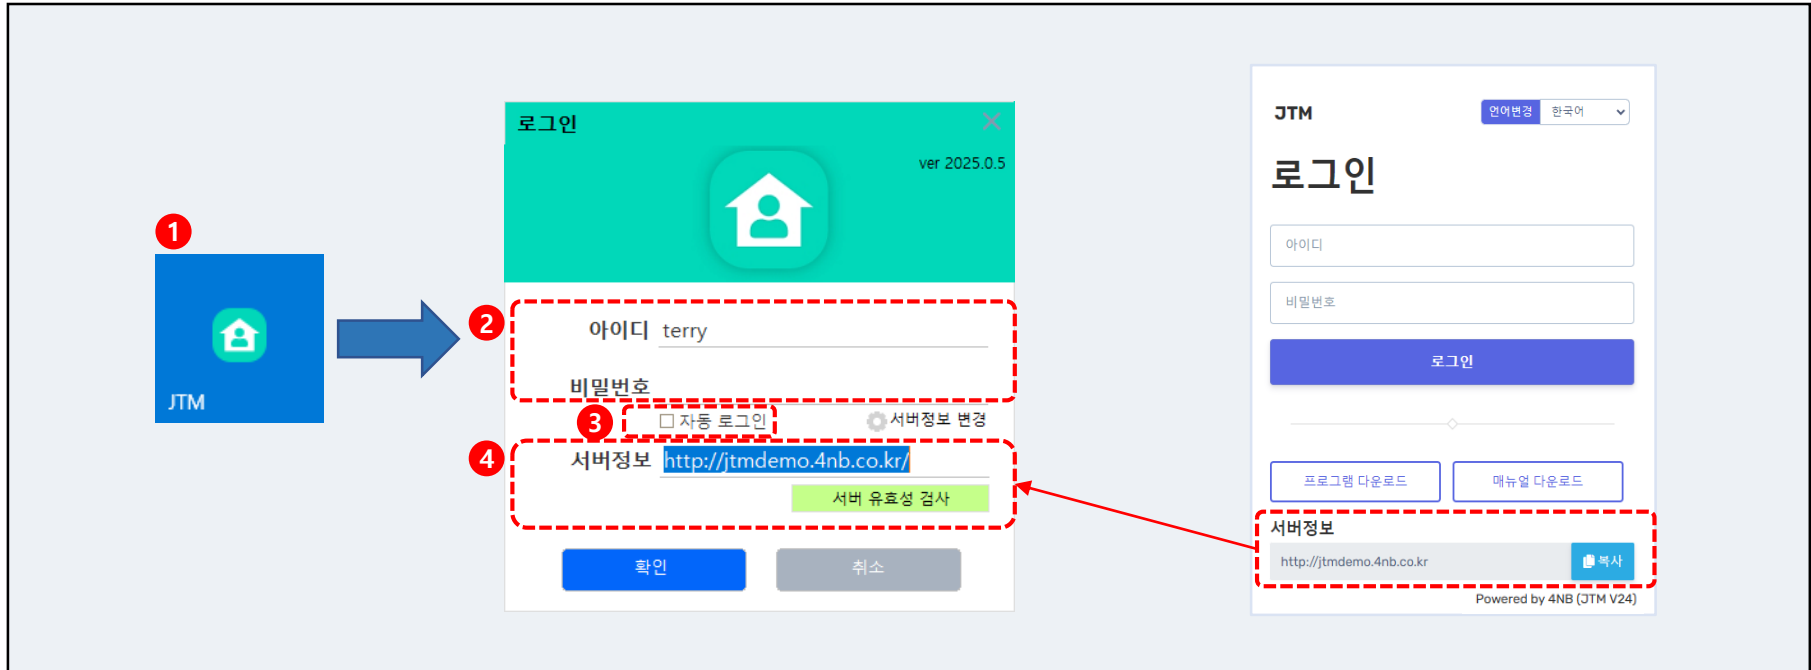 1
JTM
로그인
ver 2025.0.5
2
아이디 terry
비밀번호
3
자동 로그인 서버정보 변경
4
서버정보 http://jtmdemo.4nb.co.kr/
서버 유효성 검사
확인 취소
JTM 언어변경 한국어
로그인
아이디
비밀번호
로그인
프로그램 다운로드 매뉴얼 다운로드
서버정보
http://jtmdemo.4nb.co.kr 복사
Powered by 4NB (JTM V24)